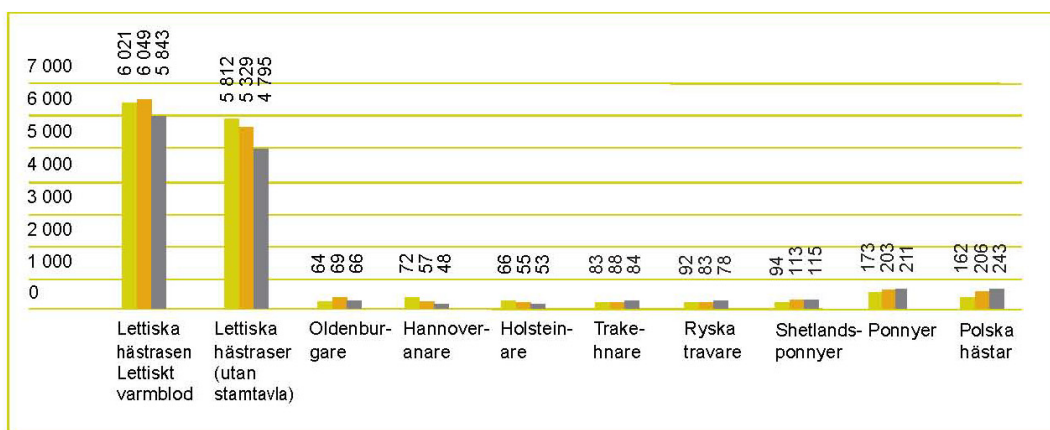 6 021
6 049
5 843
5 812
5 329
4 795
64
69
66
72
57
48
66
55
53
83
88
84
92
83
78
94
113
115
173
203
211
162
206
243
7 000
6 000
5 000
4 000
3 000
2 000
1 000
0
Lettiska
hästrasen
Lettiskt
varmblod
Lettiska
hästraser
(utan
stamtavla)
Oldenbur-
gare
Hannover-
anare
Holstein-
are
Trake-
hnare
Ryska
travare
Shetlands-
ponnyer
Ponnyer
Polska
hästar